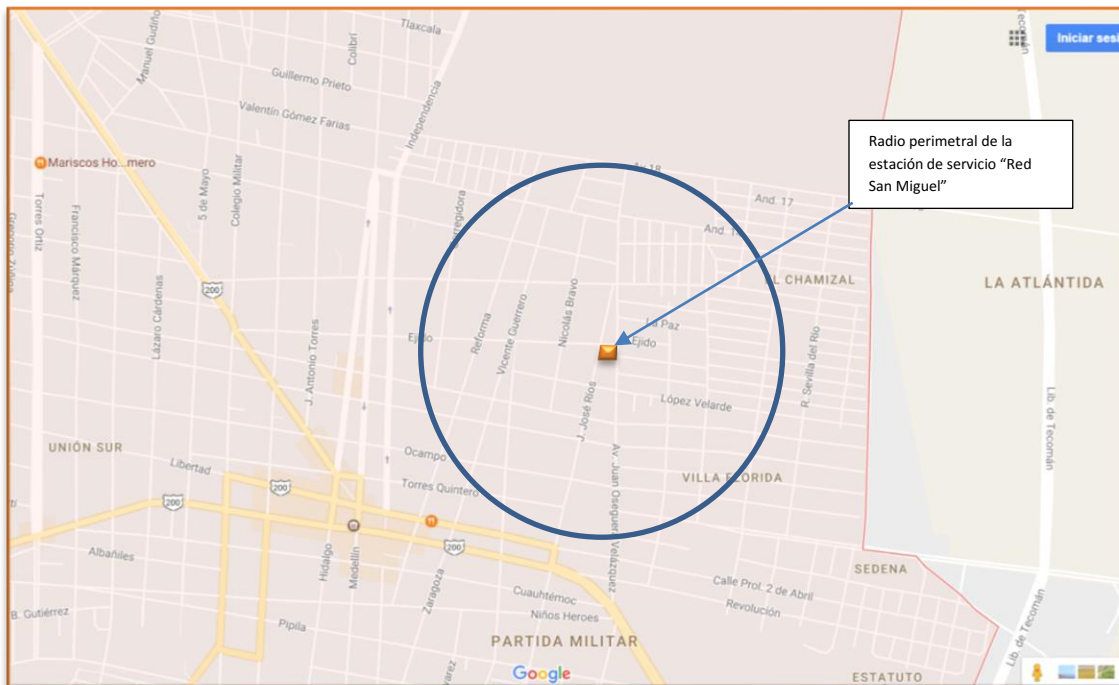 Tlaxcala
Colibrí
Manuel Gudiño
Guillermo Prieto
Independencia
Valentín Gómez Farias
Tecomán
Iniciar sesi
Radio perimetral de la
estación de servicio “Red
San Miguel”
Mariscos Ho...mero
Av 18
And. 17
5 de Mayo
Colegio Militar
Torres Ortiz
Francisco Márquez
And. 1
EL CHAMIZAL
LA ATLÁNTIDA
200
Lázaro Cárdenas
J. Antonio Torres
Ejido
Reforma
Vicente Guerrero
Nicolás Bravo
La Paz
Ejido
R. Sevilla del Río
López Velarde
J. José Ríos
Lib. de Tecomán
UNIÓN SUR
Libertad
Ocampo
Torres Quintero
VILLA FLORIDA
Av. Juan Oseguera Velázquez
200
200
200
Albañiles
Hidalgo
Medellín
Zaragoza
SEDENA
Cuauhtémoc
Calle Prol. 2 de Abril
Niños Heroes
Revolución
B. Gutiérrez
Pipila
PARTIDA MILITAR
Lib. de Tecomán
Google
ESTATUTO